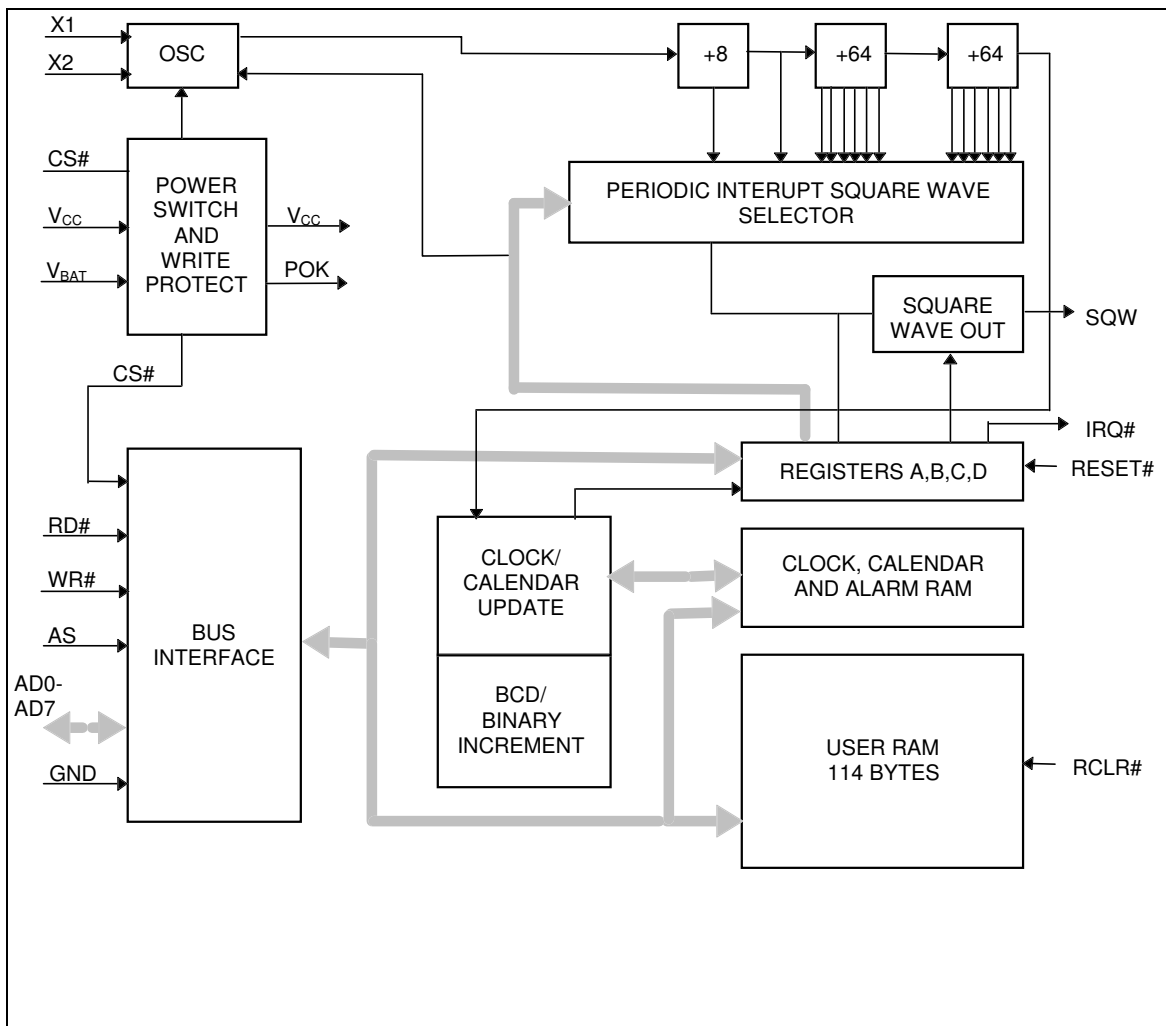 X1
X2
OSC
+8
+64
+64
CS#
VCC
VBAT
POWER
SWITCH
AND
WRITE
PROTECT
VCC
POK
PERIODIC INTERUPT SQUARE WAVE
SELECTOR
SQUARE
WAVE OUT
SQW
CS#
IRQ#
REGISTERS A,B,C,D
RESET#
RD#
WR#
AS
AD0-
AD7
GND
BUS
INTERFACE
CLOCK/
CALENDAR
UPDATE
CLOCK, CALENDAR
AND ALARM RAM
BCD/
BINARY
INCREMENT
USER RAM
114 BYTES
RCLR#